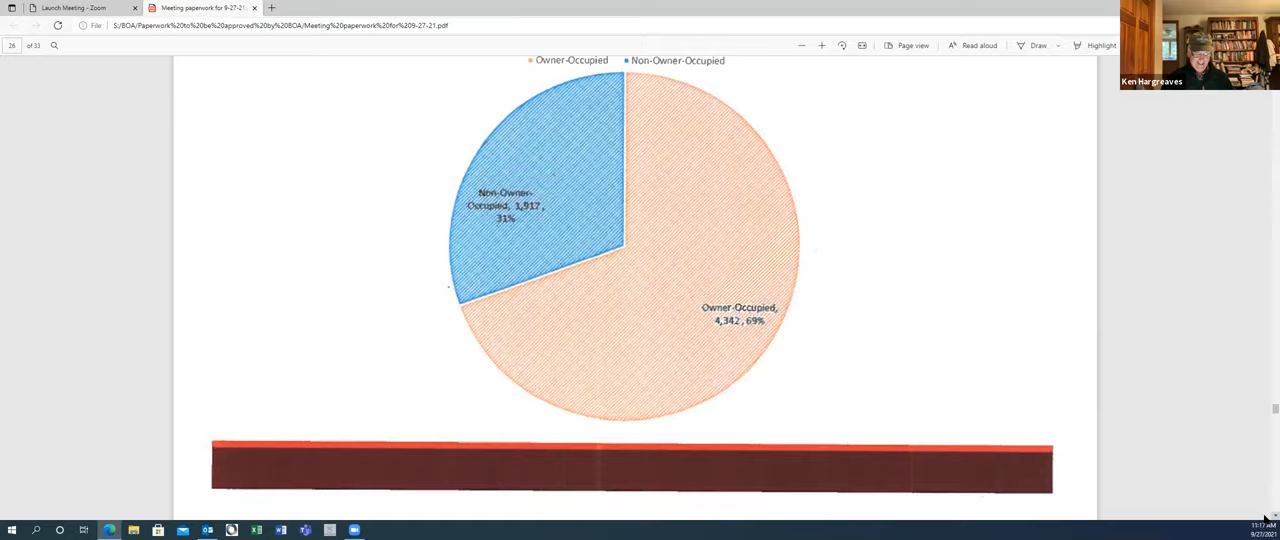 Launch Meeting - Zoom
Meeting paperwork for 9-27-21
File
S:/BOA/Paperwork%20to%20be%20approved%20by%20BOA/Meeting%20paperwork%20for%209-27-21.pdf
26
of 33
Page view
Read aloud
Draw
Highlight
Ken Hargreaves
Owner-Occupied
Non-Owner-Occupied
Non-Owner-
Occupied, 1,917,
31%
Owner-Occupied,
4,342, 69%
11:17 AM
9/27/2021